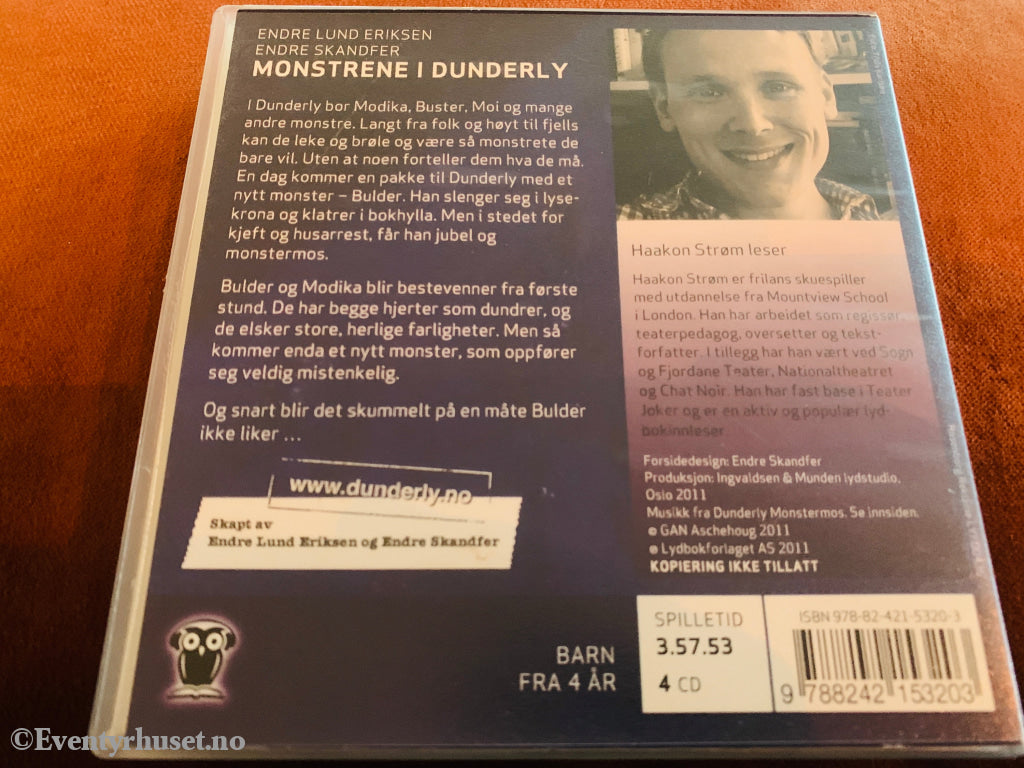 ENDRE LUND ERIKSEN
ENDRE SKANDFER
MONSTRENE I DUNDERLY
I Dunderly bor Modika, Buster, Moi og mange
andre monstre. Langt fra folk og høyt til fjells
kan de leke og brøle og være så monstrete de
bare vil. Uten at noen forteller dem hva de må.
En dag kommer en pakke til Dunderly med et
nytt monster – Bulder. Han slenger seg i lyse-
krona og klatrer i bokhylla. Men i stedet for
kjeft og husarrest, får han jubel og
monstermos.
Bulder og Modika blir bestevenner fra første
stund. De har begge hjerter som dundrer, og
de elsker store, herlige farligheter. Men så
kommer enda et nytt monster, som oppfører
seg veldig mistenkelig.
Og snart blir det skummelt på en måte Bulder
ikke liker ...
www.dunderly.no
Skapt av
Endre Lund Eriksen og Endre Skandfer
Haakon Strøm leser
Haakon Strøm er frilans skuespiller
med utdannelse fra Mountview School
i London. Han har arbeidet som regissør,
teaterpedagog, oversetter og tekst-
forfatter. I tillegg har han vært ved Sogn
og Fjordane Teater, Nationaltheatret
og Chat Noir. Han har fast base i Teater
Joker og er en aktiv og populær lyd-
bokinnleser
Forsidedesign: Endre Skandfer
Produksjon: Ingvaldsen & Munden lydstudio,
Oslo 2011
Musikk fra Dunderly Monstermos. Se innsiden.
© GAN Aschehoug 2011
℗ Lydbokforlaget AS 2011
KOPIERING IKKE TILLATT
BARN
FRA 4 ÅR
SPILLETID
3.57.53
4 CD
ISBN 978-82-421-5320-3
9 788242 153203
©Eventyrhuset.no